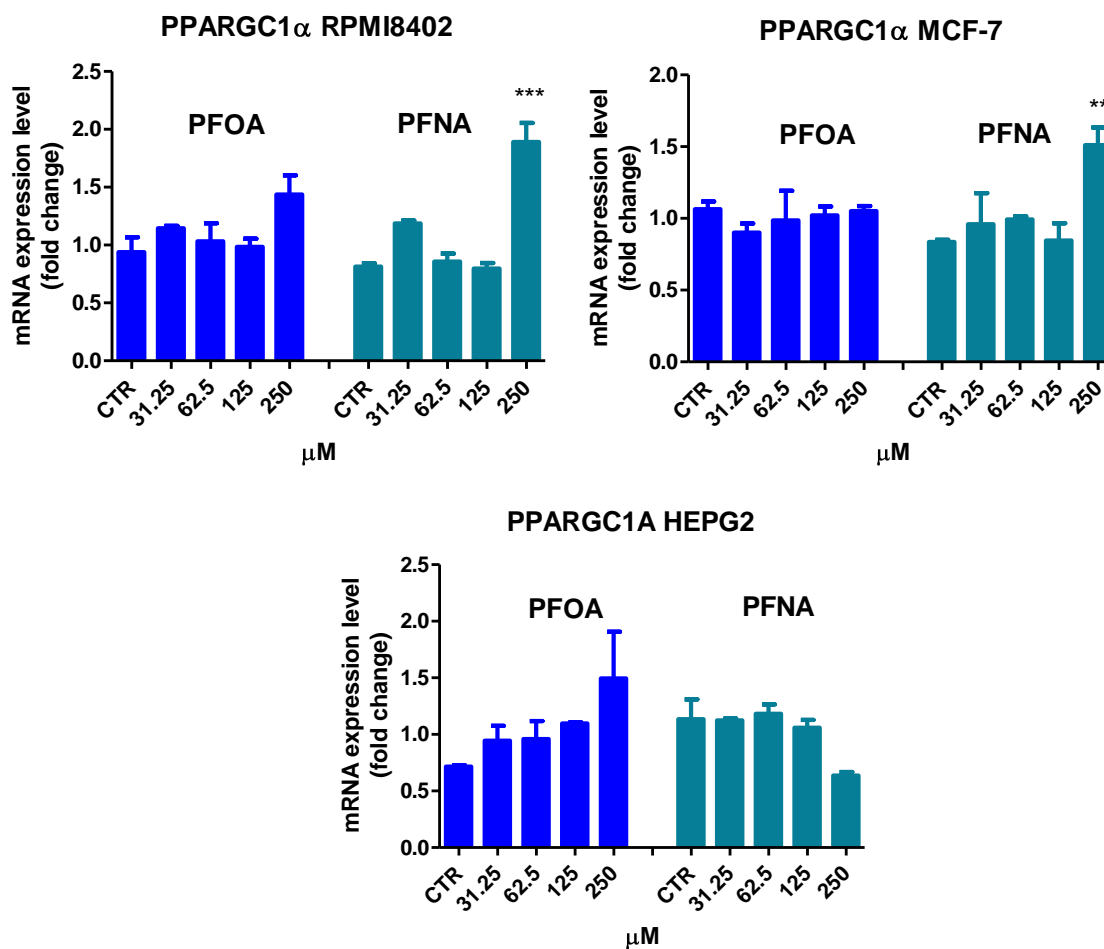 PPARGC1α RPMI8402
mRNA expression level
(fold change)
2.5
2.0
1.5
1.0
0.5
0.0
PFOA
PFNA
***
CTR
31.25
62.5
125
250
CTR
31.25
62.5
125
250
μM
PPARGC1α MCF-7
mRNA expression level
(fold change)
2.0
1.5
1.0
0.5
0.0
PFOA
PFNA
**
CTR
31.25
62.5
125
250
CTR
31.25
62.5
125
250
μM
PPARGC1A HEPG2
mRNA expression level
(fold change)
2.5
2.0
1.5
1.0
0.5
0.0
PFOA
PFNA
CTR
31.25
62.5
125
250
CTR
31.25
62.5
125
250
μM